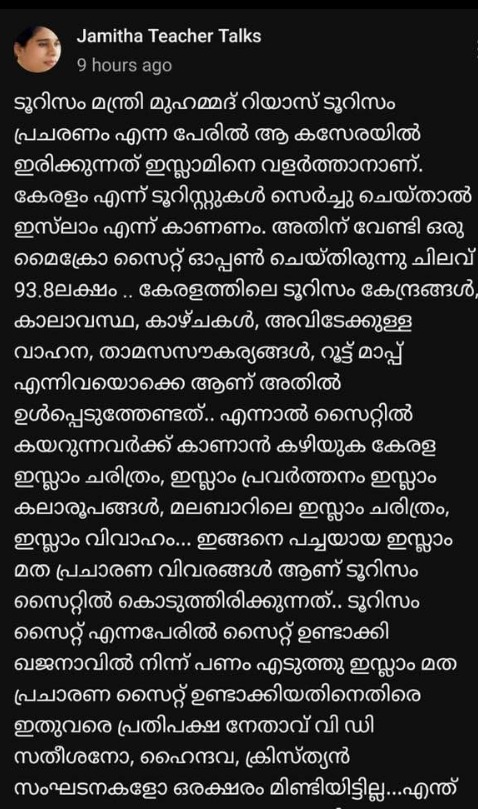 Jamitha Teacher Talks
9 hours ago
ടൂറിസം മന്ത്രി മുഹമ്മദ് റിയാസ് ടൂറിസം
പ്രചരണം എന്ന പേരിൽ ആ കസേരയിൽ
ഇരിക്കുന്നത് ഇസ്ലാമിനെ വളർത്താനാണ്.
കേരളം എന്ന് ടൂറിസ്റ്റുകൾ സെർച്ചു ചെയ്താൽ
ഇസ്‌ലാം എന്ന് കാണണം. അതിന് വേണ്ടി ഒരു
മൈക്രോ സൈറ്റ് ഓപ്പൺ ചെയ്തിരുന്നു ചിലവ്
93.8ലക്ഷം .. കേരളത്തിലെ ടൂറിസം കേന്ദ്രങ്ങൾ,
കാലാവസ്ഥ, കാഴ്ചകൾ, അവിടേക്കുള്ള
വാഹന, താമസസൗകര്യങ്ങൾ, റൂട്ട് മാപ്പ്
എന്നിവയൊക്കെ ആണ് അതിൽ
ഉൾപ്പെടുത്തേണ്ടത്.. എന്നാൽ സൈറ്റിൽ
കയറുന്നവർക്ക് കാണാൻ കഴിയുക കേരള
ഇസ്ലാം ചരിത്രം, ഇസ്ലാം പ്രവർത്തനം ഇസ്ലാം
കലാരൂപങ്ങൾ, മലബാറിലെ ഇസ്ലാം ചരിത്രം,
ഇസ്ലാം വിവാഹം... ഇങ്ങനെ പച്ചയായ ഇസ്ലാം
മത പ്രചാരണ വിവരങ്ങൾ ആണ് ടൂറിസം
സൈറ്റിൽ കൊടുത്തിരിക്കുന്നത്.. ടൂറിസം
സൈറ്റ് എന്നപേരിൽ സൈറ്റ് ഉണ്ടാക്കി
ഖജനാവിൽ നിന്ന് പണം എടുത്തു ഇസ്ലാം മത
പ്രചാരണ സൈറ്റ് ഉണ്ടാക്കിയതിനെതിരെ
ഇതുവരെ പ്രതിപക്ഷ നേതാവ് വി ഡി
സതീശനോ, ഹൈന്ദവ, ക്രിസ്ത്യൻ
സംഘടനകളോ ഒരക്ഷരം മിണ്ടിയിട്ടില്ല...എന്ത്